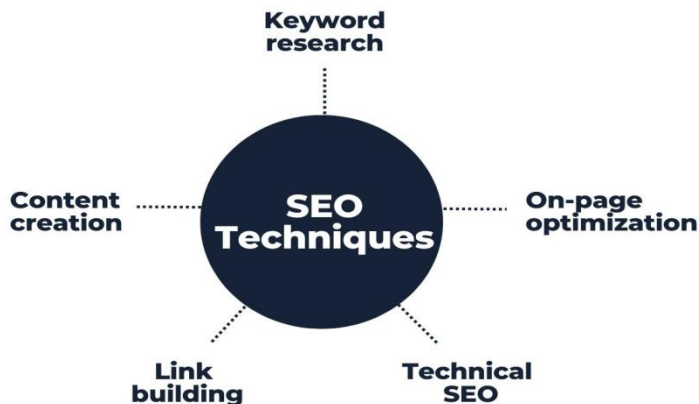 Keyword
research
Content
creation
SEO
Techniques
On-page
optimization
Link
building
Technical
SEO